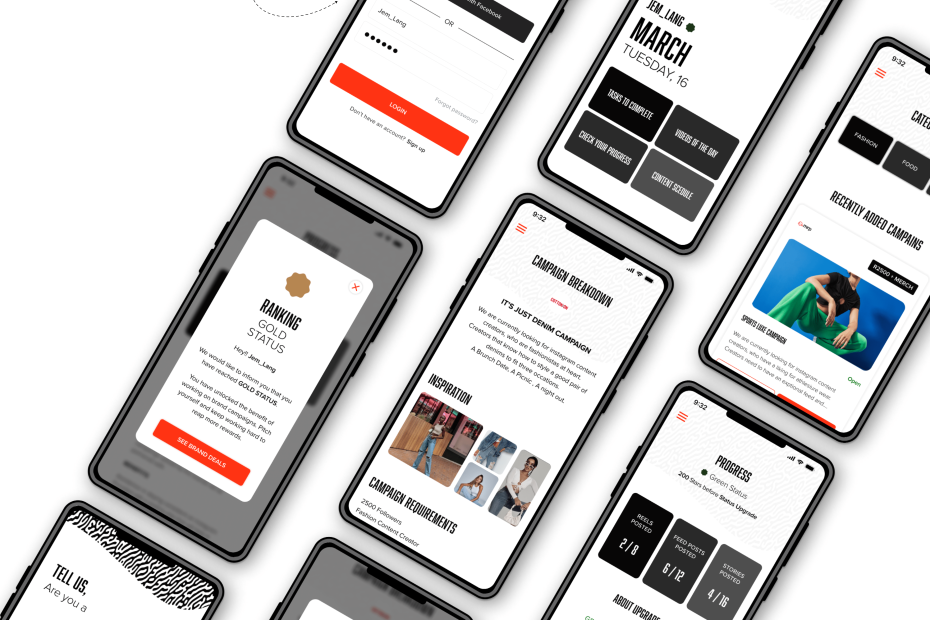 with Facebook
OR
Jem_Lang
●●●●●●
Forgot password?
LOGIN
Don't have an account? Sign up
JEM_LANG
MARCH
TUESDAY, 16
TASKS TO COMPLETE
VIDEOS OF THE DAY
CHECK YOUR PROGRESS
CONTENT SCEDULE
9:32
FASHION
FOOD
RECENTLY ADDED CAMPAINS
mrp
R2500 + MERCH
SPORTS LUXE CAMPAIGN
Open
We are currently looking for instagram content
creators, who have a liking for athleisure wear.
Creators need to have an explored feed and...
RANKING
GOLD
STATUS
Hey!! Jem_Lang
We would like to inform you that you
have reached GOLD STATUS.
You have unlocked the benefit of
working on brand campaigns. Pitch
yourself and keep working hard to
reap more rewards.
SEE BRAND DEALS
9:32
CAMPAIGN BREAKDOWN
COTTON:ON
IT'S JUST DENIM CAMPAIGN
We are currently looking for instagram content
creators, who are fashionistas at heart.
Creators that know how to style a good pair of
denims to three occations.
A Brunch Date, A Picnic , A night out.
INSPIRATION
CAMPAIGN REQUIREMENTS
2500 Followers
Fashion Content Creator
9:32
PROGRESS
Green Status
200 Stars before Status Upgrade
REELS
POSTED
2 / 8
FEED POSTS
POSTED
6 / 12
STORIES
POSTED
4 / 16
ABOUT UPGRADE
TELL US,
Are you a